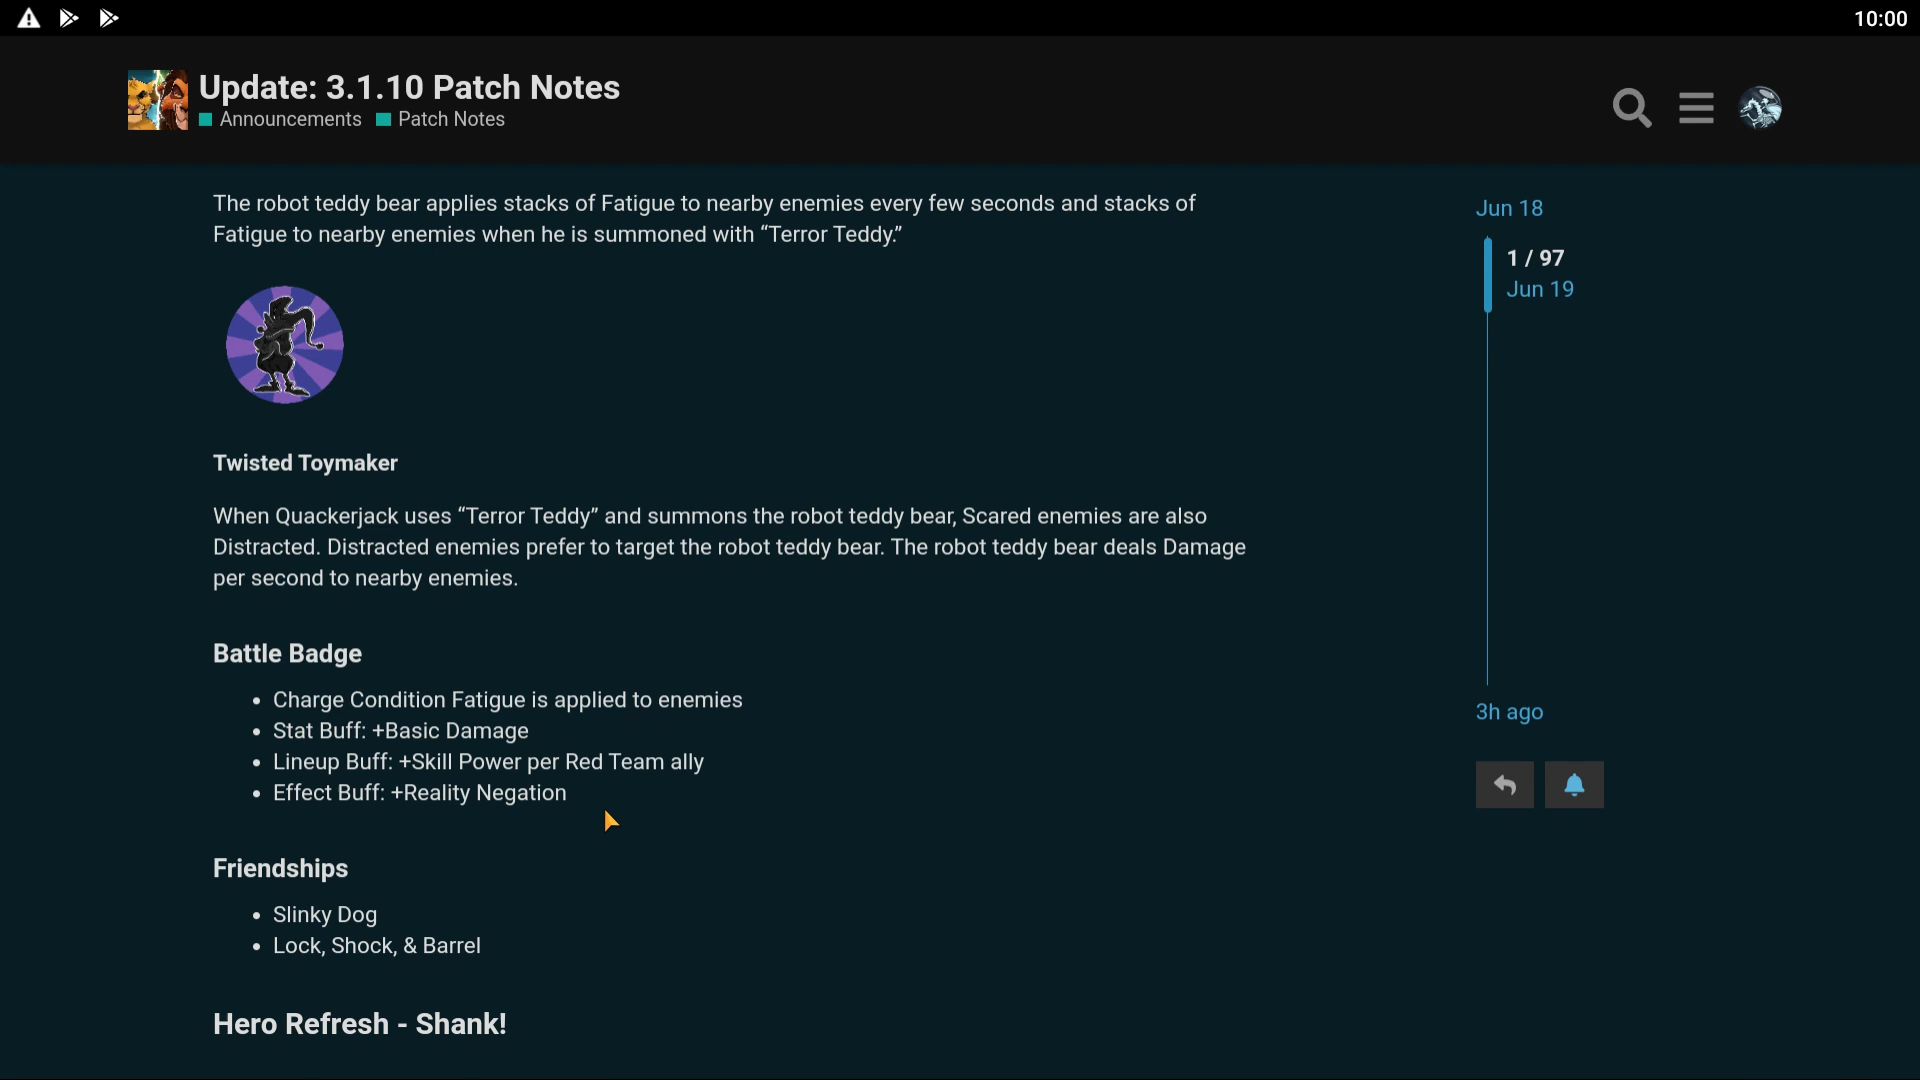 10:00
Update: 3.1.10 Patch Notes
Announcements Patch Notes
The robot teddy bear applies stacks of Fatigue to nearby enemies every few seconds and stacks of
Fatigue to nearby enemies when he is summoned with “Terror Teddy.”
Twisted Toymaker
When Quackerjack uses “Terror Teddy” and summons the robot teddy bear, Scared enemies are also
Distracted. Distracted enemies prefer to target the robot teddy bear. The robot teddy bear deals Damage
per second to nearby enemies.
Battle Badge
• Charge Condition Fatigue is applied to enemies
• Stat Buff: +Basic Damage
• Lineup Buff: +Skill Power per Red Team ally
• Effect Buff: +Reality Negation
Friendships
• Slinky Dog
• Lock, Shock, & Barrel
Hero Refresh - Shank!
Jun 18
1 / 97
Jun 19
3h ago